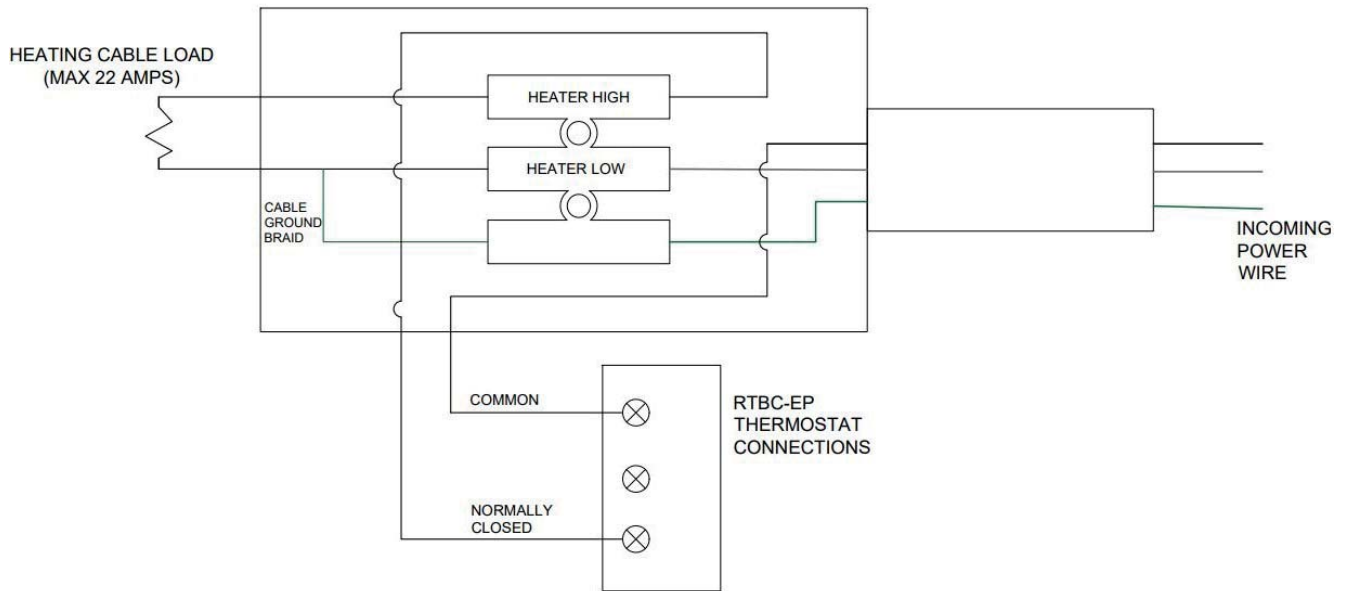 HEATING CABLE LOAD
(MAX 22 AMPS)
HEATER HIGH
HEATER LOW
CABLE
GROUND
BRAID
INCOMING
POWER
WIRE
COMMON
RTBC-EP
THERMOSTAT
CONNECTIONS
NORMALLY
CLOSED